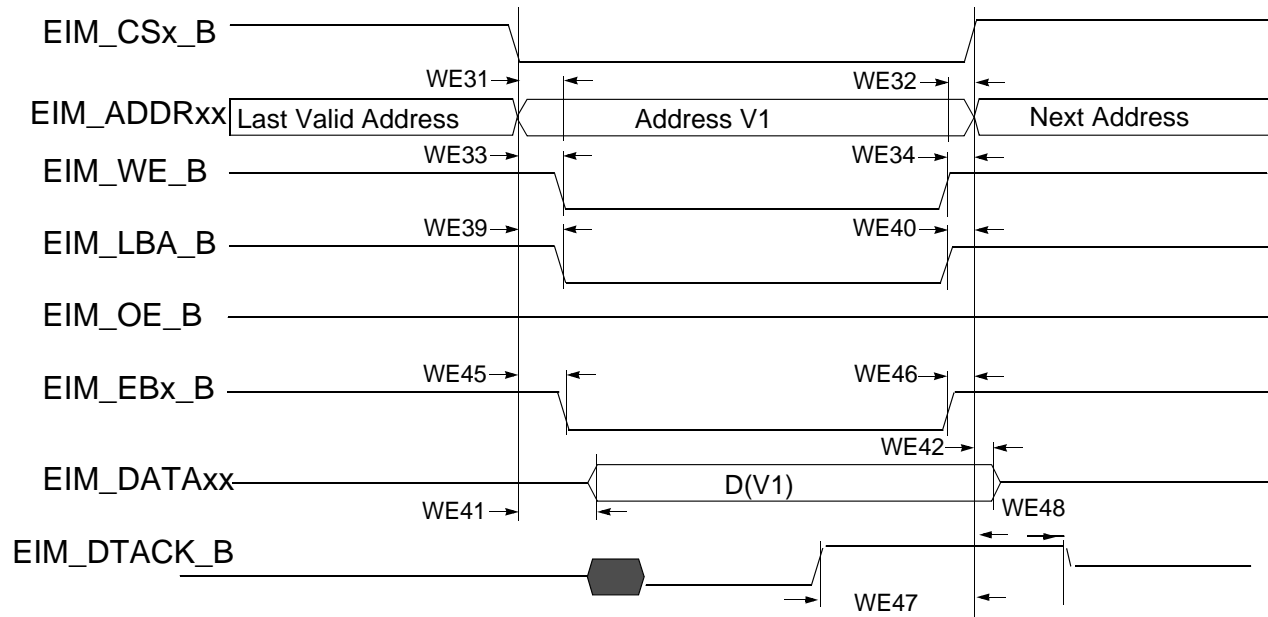 EIM_CSx_B
WE31
WE32
EIM_ADDRxx
Last Valid Address
Address V1
Next Address
WE33
WE34
EIM_WE_B
WE39
WE40
EIM_LBA_B
EIM_OE_B
WE45
WE46
EIM_EBx_B
WE42
EIM_DATAxx
D(V1)
WE41
WE48
EIM_DTACK_B
WE47